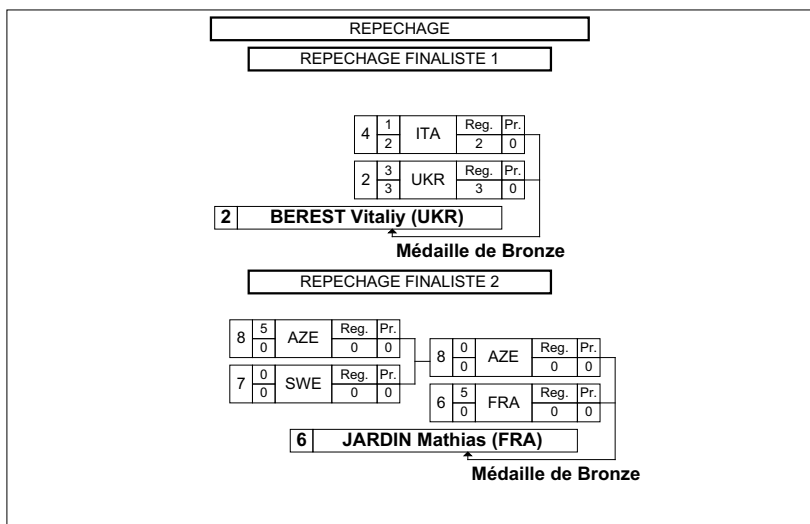 REPECHAGE
REPECHAGE FINALISTE 1
4 1 ITA Reg. Pr.
2 2 0
2 3 UKR Reg. Pr.
3 3 0
2 BEREST Vitaliy (UKR)
Médaille de Bronze
REPECHAGE FINALISTE 2
8 5 AZE Reg. Pr.
0 0 0
7 0 SWE Reg. Pr.
0 0 0
8 0 AZE Reg. Pr.
0 0 0
6 5 FRA Reg. Pr.
0 0 0
6 JARDIN Mathias (FRA)
Médaille de Bronze